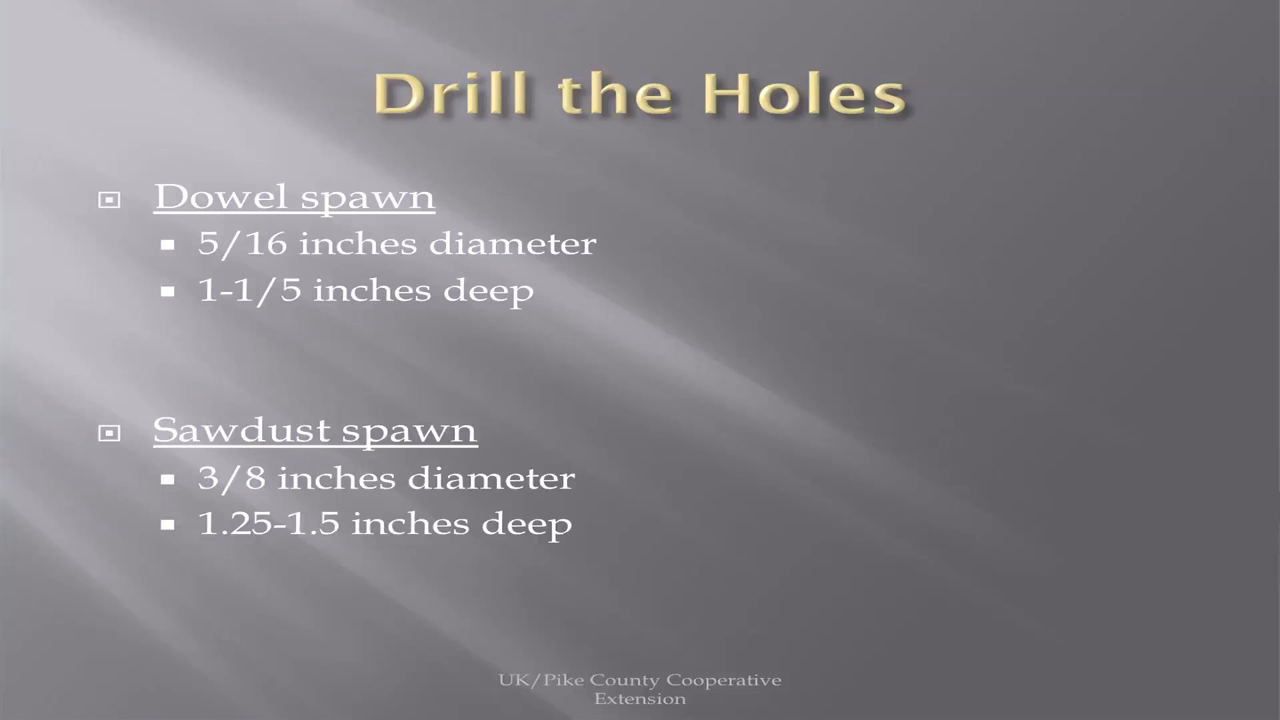 Drill the Holes
Dowel spawn
5/16 inches diameter
1-1/5 inches deep
Sawdust spawn
3/8 inches diameter
1.25-1.5 inches deep
UK/Pike County Cooperative
Extension